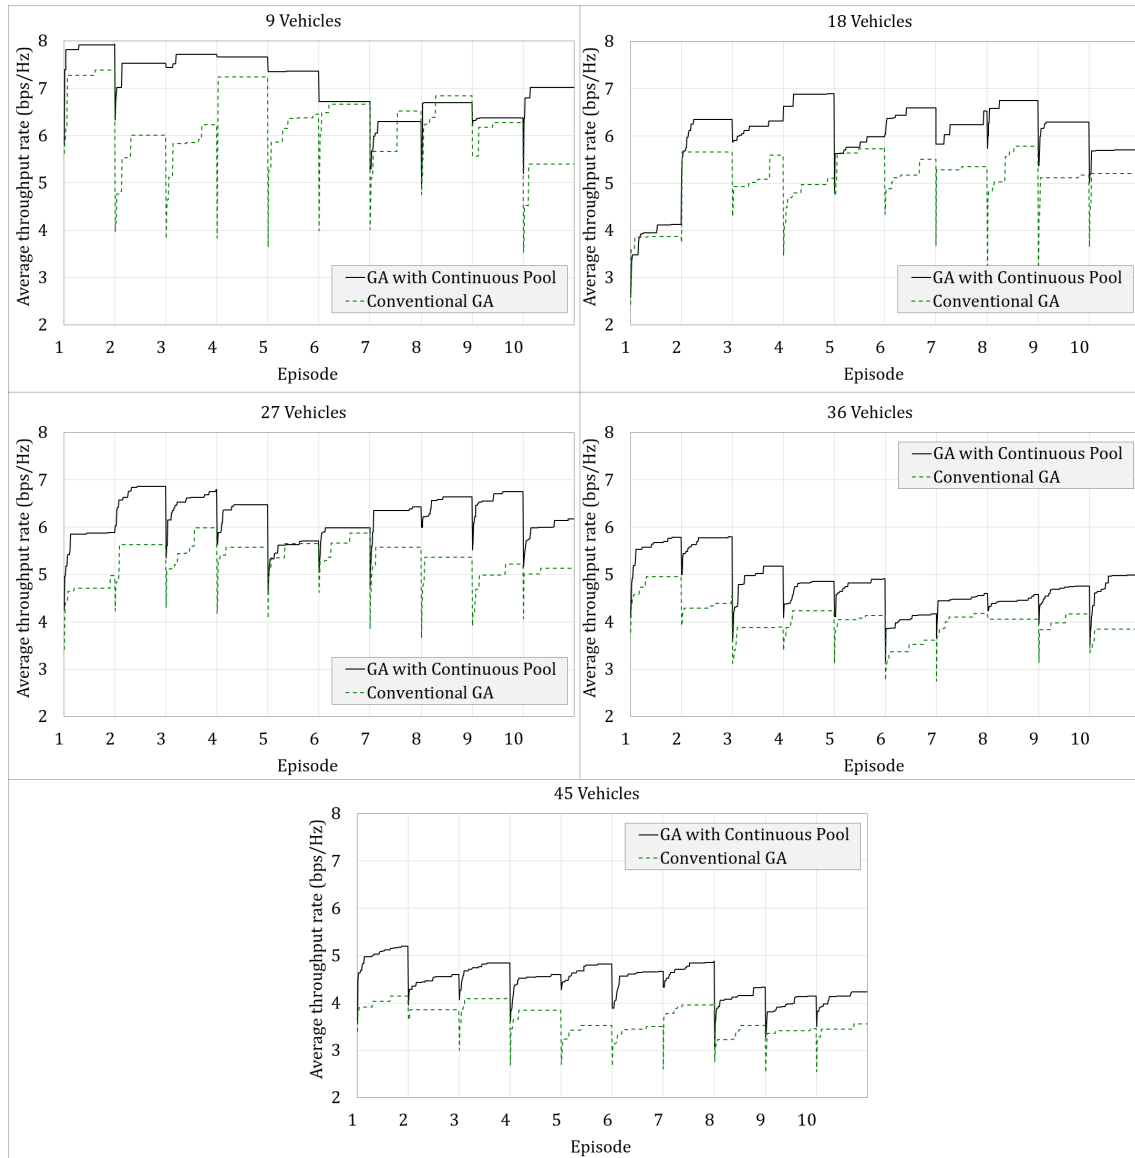 9 Vehicles
Average throughput rate (bps/Hz)
8
7
6
5
4
3
2
GA with Continuous Pool
Conventional GA
1 2 3 4 5 6 7 8 9 10
Episode
18 Vehicles
Average throughput rate (bps/Hz)
8
7
6
5
4
3
2
GA with Continuous Pool
Conventional GA
1 2 3 4 5 6 7 8 9 10
Episode
27 Vehicles
Average throughput rate (bps/Hz)
8
7
6
5
4
3
2
GA with Continuous Pool
Conventional GA
1 2 3 4 5 6 7 8 9 10
Episode
36 Vehicles
Average throughput rate (bps/Hz)
8
7
6
5
4
3
2
GA with Continuous Pool
Conventional GA
1 2 3 4 5 6 7 8 9 10
Episode
45 Vehicles
Average throughput rate (bps/Hz)
8
7
6
5
4
3
2
GA with Continuous Pool
Conventional GA
1 2 3 4 5 6 7 8 9 10
Episode